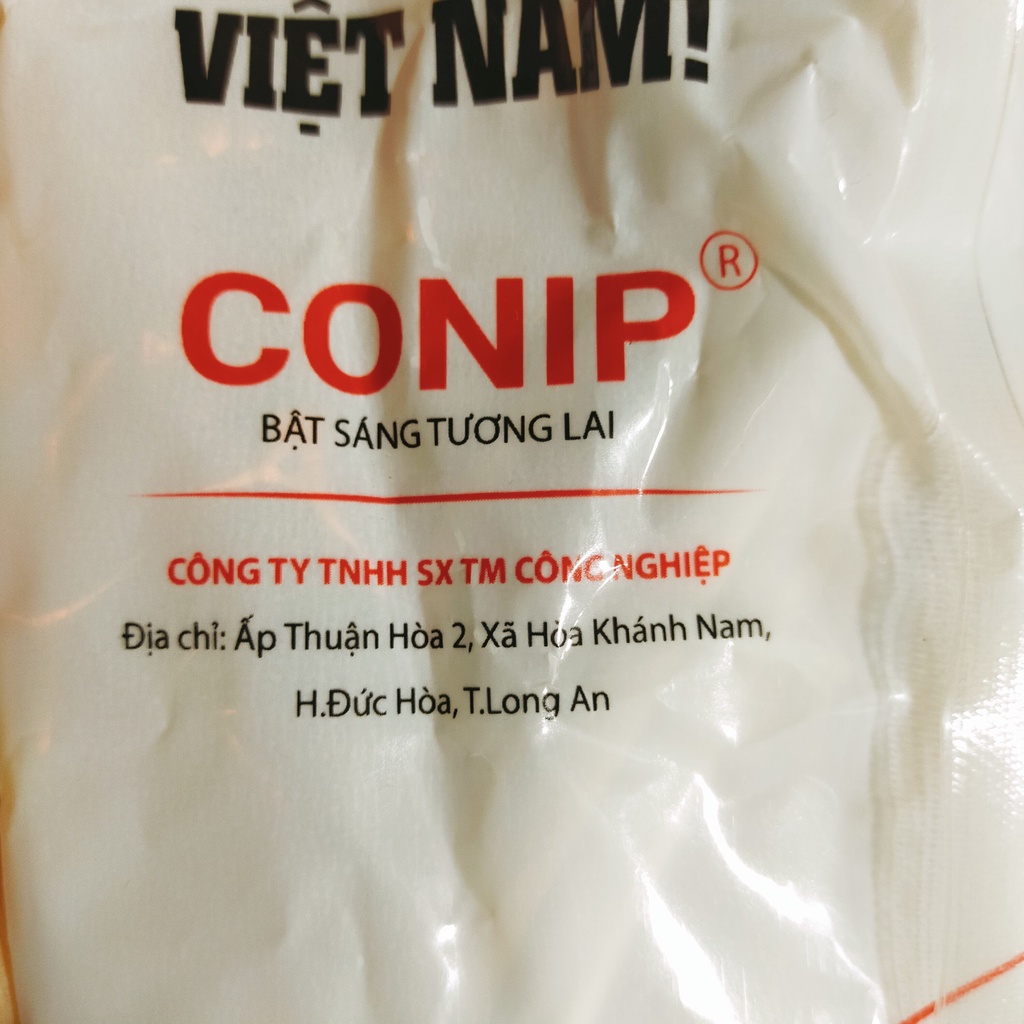 VIỆT NAM!
CONIP®
BẬT SÁNG TƯƠNG LAI
CÔNG TY TNHH SX TM CÔNG NGHIỆP
Địa chỉ: Ấp Thuận Hòa 2, Xã Hòa Khánh Nam,
H.Đức Hòa, T.Long An